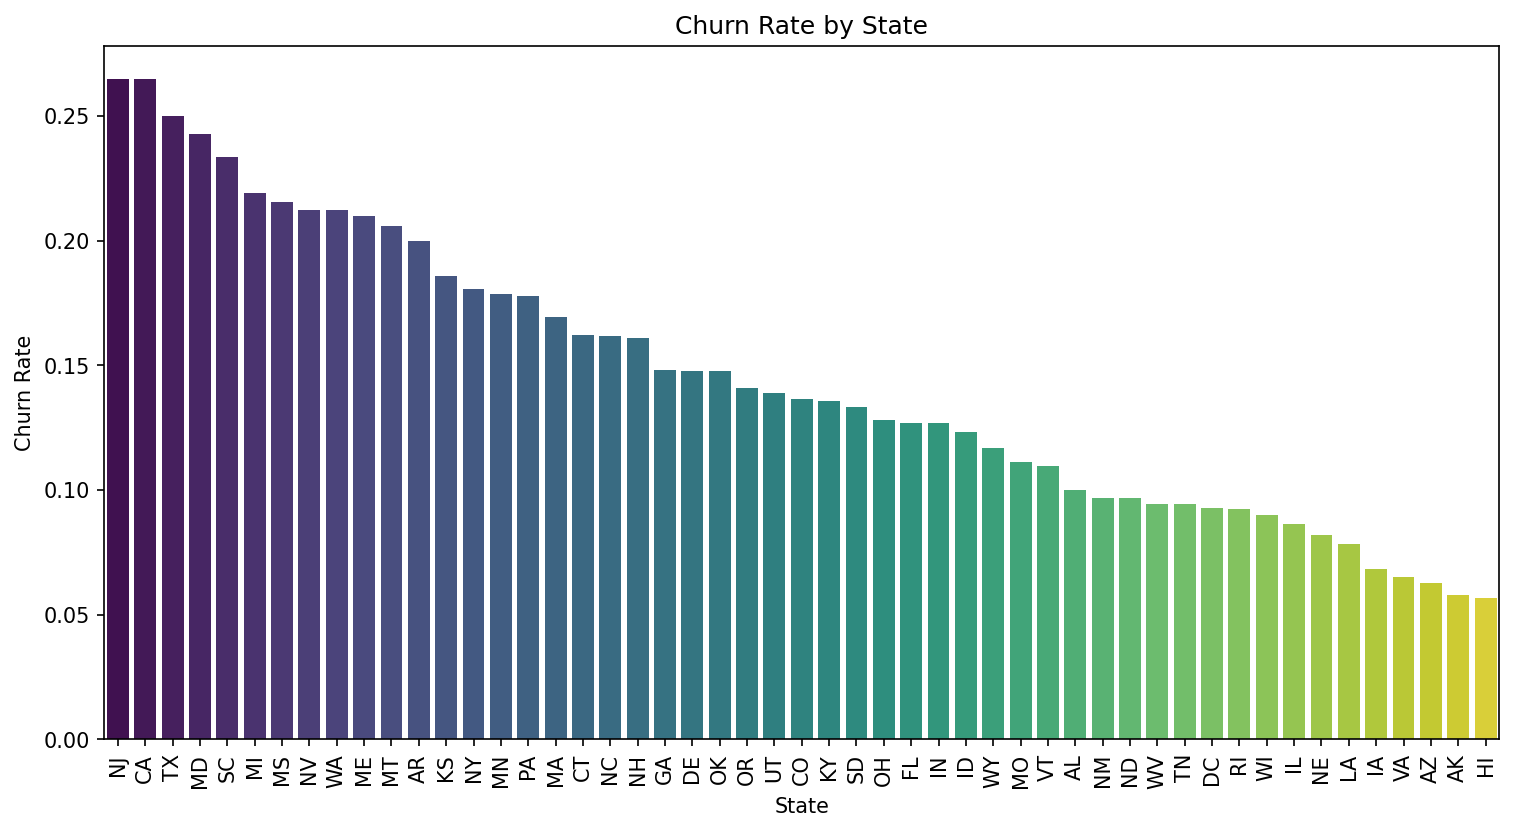 Churn Rate by State
Churn Rate
0.25
0.20
0.15
0.10
0.05
0.00
NJ CA TX MD SC MI MS NV WA ME MT AR KS NY MN PA MA CT NC NH GA DE OK OR UT CO KY SD OH FL IN ID WY MO VT AL NM ND WV TN DC RI WI IL NE LA IA VA AZ AK HI
State